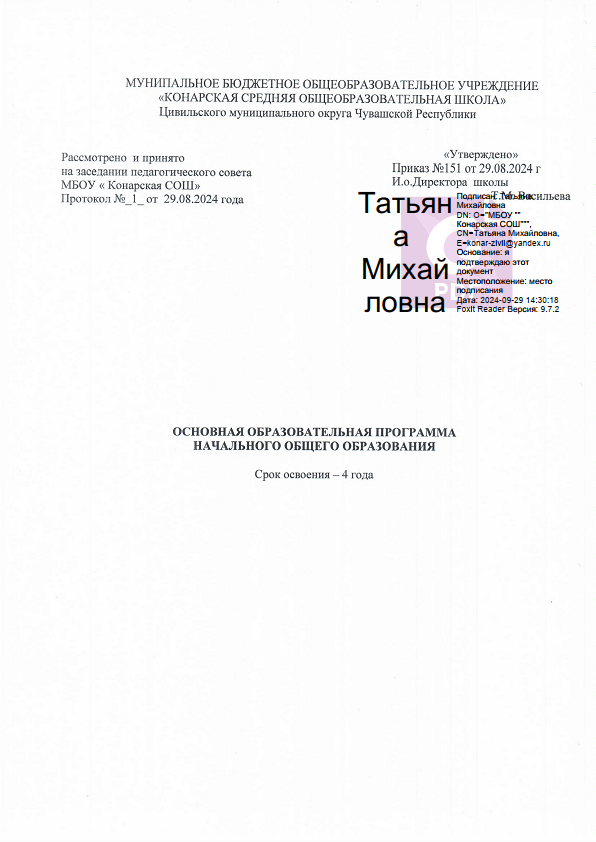 МУНИПАЛЬНОЕ БЮДЖЕТНОЕ ОБЩЕОБРАЗОВАТЕЛЬНОЕ УЧРЕЖДЕНИЕ
«КОНАРСКАЯ СРЕДНЯЯ ОБЩЕОБРАЗОВАТЕЛЬНАЯ ШКОЛА»
Цивильского муниципального округа Чувашской Республики
Рассмотрено и принято
на заседании педагогического совета
МБОУ « Конарская СОШ»
Протокол №_1_ от 29.08.2024 года
«Утверждено»
Приказ №151 от 29.08.2024 г
И.о.Директора школы
Т.М.Васильева
Татьян
а
Михай
ловна
Подписан: Татьяна
Михайловна
DN: O="МБОУ ""
Конарская СОШ""",
CN=Татьяна Михайловна,
E=konar-zivil@yandex.ru
Основание: я
подтверждаю этот
документ
Местоположение: место
подписания
Дата: 2024-09-29 14:30:18
Foxit Reader Версия: 9.7.2
ОСНОВНАЯ ОБРАЗОВАТЕЛЬНАЯ ПРОГРАММА
НАЧАЛЬНОГО ОБЩЕГО ОБРАЗОВАНИЯ
Срок освоения – 4 года